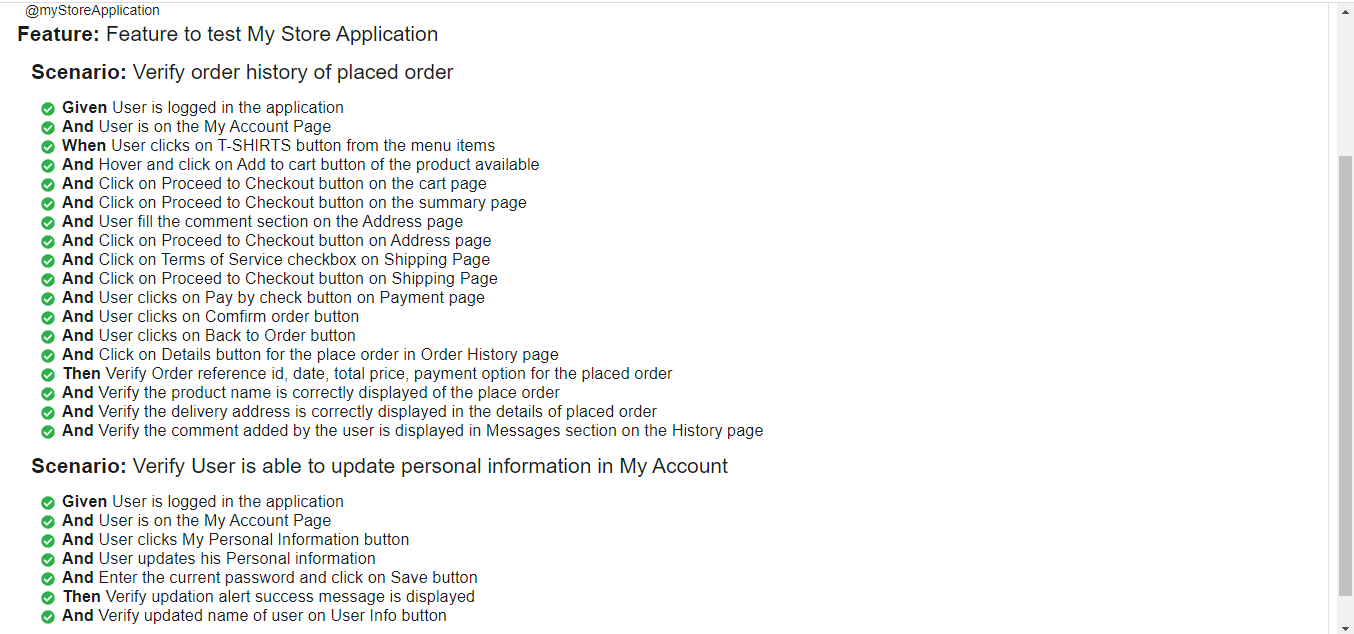 @myStoreApplication
Feature: Feature to test My Store Application
Scenario: Verify order history of placed order
Given User is logged in the application
And User is on the My Account Page
When User clicks on T-SHIRTS button from the menu items
And Hover and click on Add to cart button of the product available
And Click on Proceed to Checkout button on the cart page
And Click on Proceed to Checkout button on the summary page
And User fill the comment section on the Address page
And Click on Proceed to Checkout button on Address page
And Click on Terms of Service checkbox on Shipping Page
And Click on Proceed to Checkout button on Shipping Page
And User clicks on Pay by check button on Payment page
And User clicks on Comfirm order button
And User clicks on Back to Order button
And Click on Details button for the place order in Order History page
Then Verify Order reference id, date, total price, payment option for the placed order
And Verify the product name is correctly displayed of the place order
And Verify the delivery address is correctly displayed in the details of placed order
And Verify the comment added by the user is displayed in Messages section on the History page
Scenario: Verify User is able to update personal information in My Account
Given User is logged in the application
And User is on the My Account Page
And User clicks My Personal Information button
And User updates his Personal information
And Enter the current password and click on Save button
Then Verify updation alert success message is displayed
And Verify updated name of user on User Info button